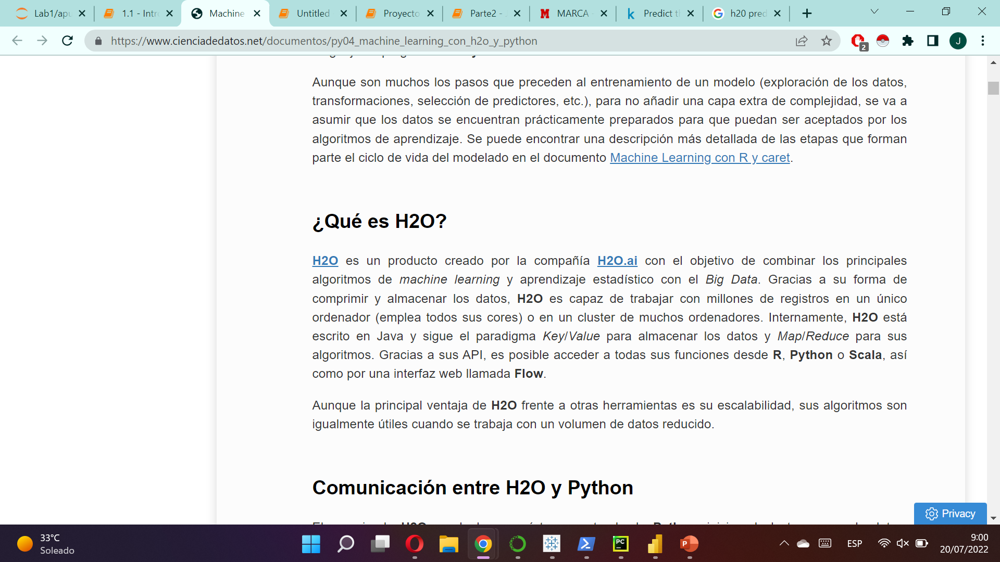 Lab1/apu
1.1 - Intr
Machine
Untitled
Proyecto
Parte2 -
MARCA -
Predict t
h20 pred
https://www.cienciadedatos.net/documentos/py04_machine_learning_con_h2o_y_python
2
J
Aunque son muchos los pasos que preceden al entrenamiento de un modelo (exploración de los datos,
transformaciones, selección de predictores, etc.), para no añadir una capa extra de complejidad, se va a
asumir que los datos se encuentran prácticamente preparados para que puedan ser aceptados por los
algoritmos de aprendizaje. Se puede encontrar una descripción más detallada de las etapas que forman
parte el ciclo de vida del modelado en el documento Machine Learning con R y caret.
¿Qué es H2O?
H2O es un producto creado por la compañía H2O.ai con el objetivo de combinar los principales
algoritmos de machine learning y aprendizaje estadístico con el Big Data. Gracias a su forma de
comprimir y almacenar los datos, H2O es capaz de trabajar con millones de registros en un único
ordenador (emplea todos sus cores) o en un cluster de muchos ordenadores. Internamente, H2O está
escrito en Java y sigue el paradigma Key/Value para almacenar los datos y Map/Reduce para sus
algoritmos. Gracias a sus API, es posible acceder a todas sus funciones desde R, Python o Scala, así
como por una interfaz web llamada Flow.
Aunque la principal ventaja de H2O frente a otras herramientas es su escalabilidad, sus algoritmos son
igualmente útiles cuando se trabaja con un volumen de datos reducido.
Comunicación entre H2O y Python
Privacy
33°C
Soleado
ESP
9:00
20/07/2022